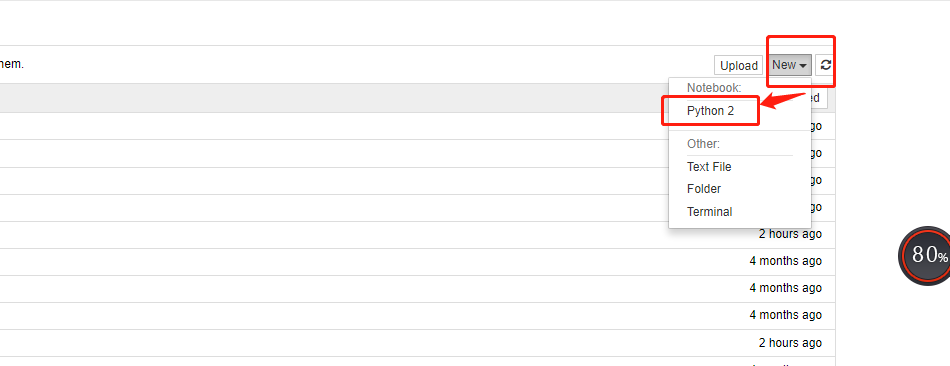 hem.
Upload
New
Notebook:
ed
Python 2
ago
Other:
ago
Text File
ago
Folder
ago
Terminal
2 hours ago
4 months ago
4 months ago
4 months ago
2 hours ago
80%